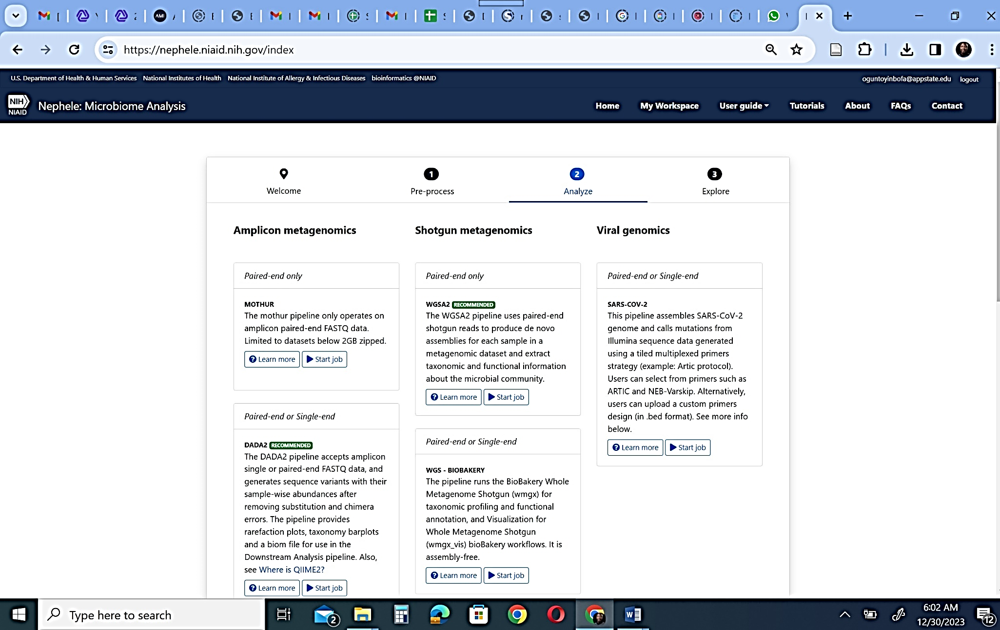 https://nephele.niaid.nih.gov/index
U.S. Department of Health & Human Services National Institutes of Health National Institute of Allergy & Infectious Diseases bioinformatics @NIAID
oguntoyinbofa@appstate.edu logout
NIH
NIAID
Nephele: Microbiome Analysis
Home My Workspace User guide Tutorials About FAQs Contact
1 2 3
Welcome Pre-process Analyze Explore
Amplicon metagenomics
Paired-end only
MOTHUR
The mothur pipeline only operates on
amplicon paired-end FASTQ data.
Limited to datasets below 2GB zipped.
Learn more Start job
Paired-end or Single-end
DADA2 RECOMMENDED
The DADA2 pipeline accepts amplicon
single or paired-end FASTQ data, and
generates sequence variants with their
sample-wise abundances after
removing substitution and chimera
errors. The pipeline provides
rarefaction plots, taxonomy barplots
and a biom file for use in the
Downstream Analysis pipeline. Also,
see Where is QIIME2?
Learn more Start job
Shotgun metagenomics
Paired-end only
WGSA2 RECOMMENDED
The WGSA2 pipeline uses paired-end
shotgun reads to produce de novo
assemblies for each sample in a
metagenomic dataset and extract
taxonomic and functional information
about the microbial community.
Learn more Start job
Paired-end or Single-end
WGS - BIOBAKERY
The pipeline runs the BioBakery Whole
Metagenome Shotgun (wmgx) for
taxonomic profiling and functional
annotation, and Visualization for
Whole Metagenome Shotgun
(wmgx_vis) bioBakery workflows. It is
assembly-free.
Learn more Start job
Viral genomics
Paired-end or Single-end
SARS-COV-2
This pipeline assembles SARS-CoV-2
genome and calls mutations from
Illumina sequence data generated
using a tiled multiplexed primers
strategy (example: Artic protocol).
Users can select from primers such as
ARTIC and NEB-Varskip. Alternatively,
users can upload a custom primers
design (in .bed format). See more info
below.
Learn more Start job
Type here to search
2
6:02 AM
12/30/2023
12